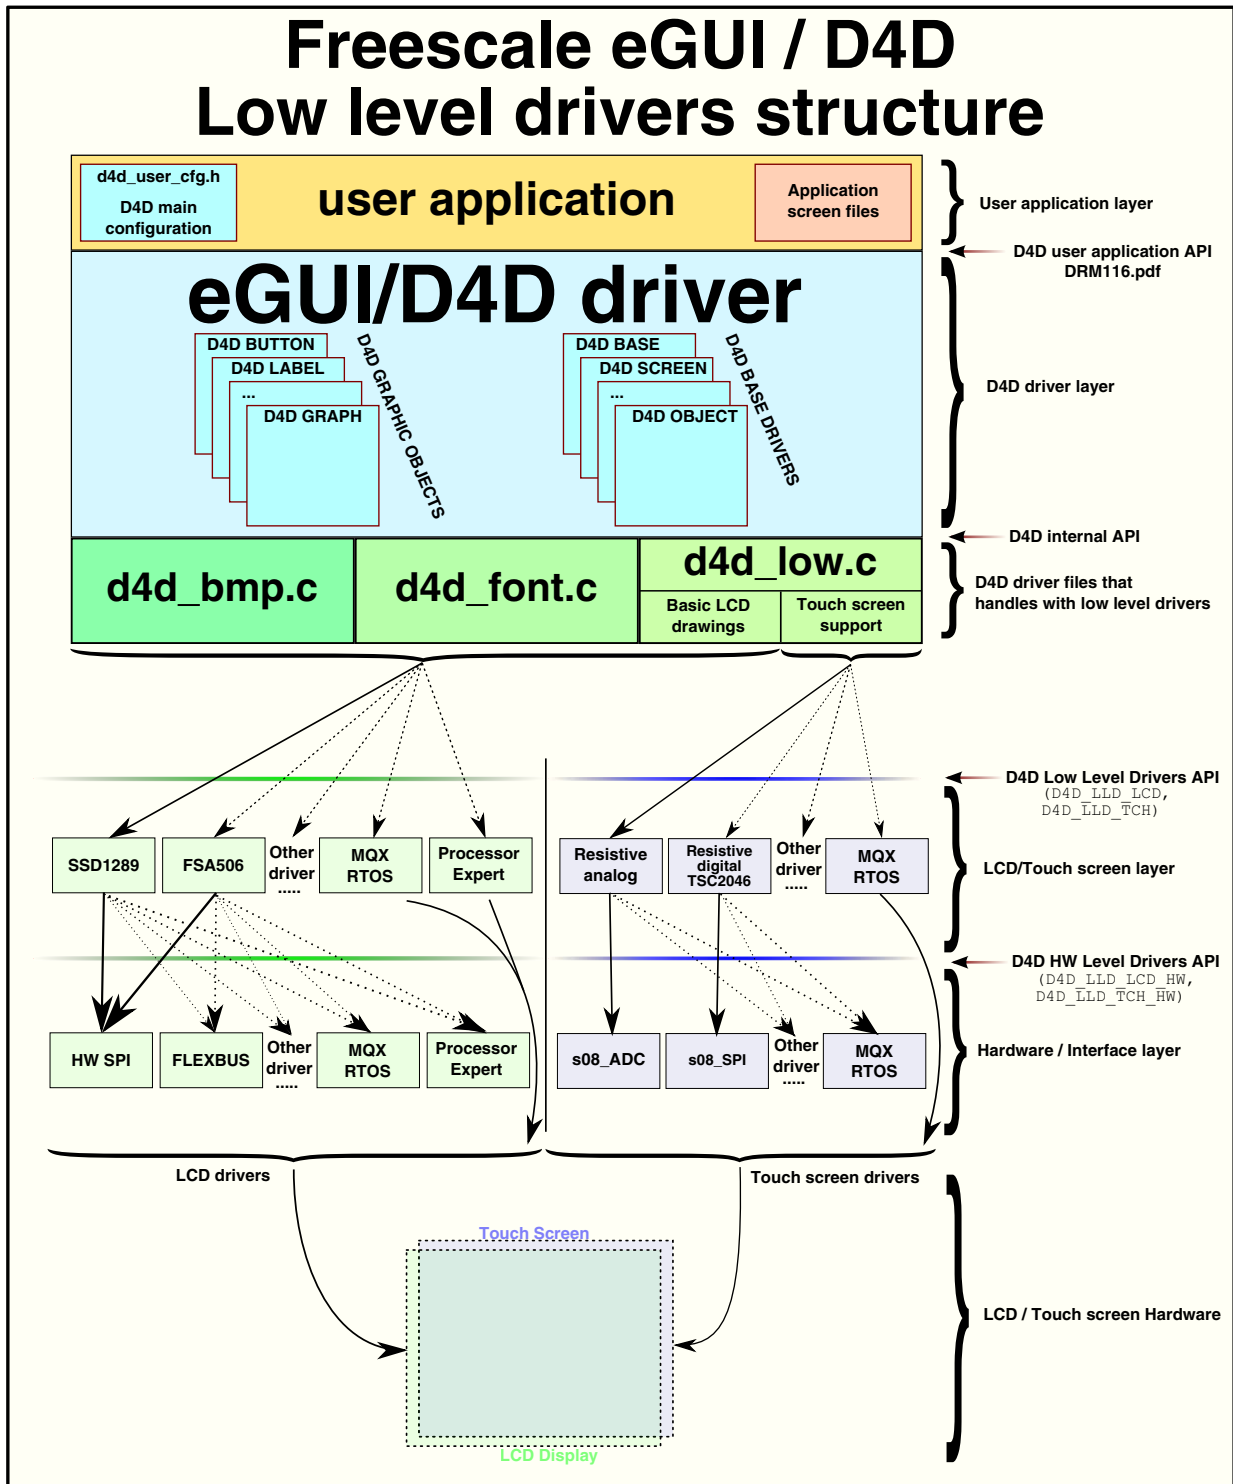 Freescale eGUI / D4D
Low level drivers structure
d4d_user_cfg.h
D4D main
configuration
user application
Application
screen files
User application layer
D4D user application API
DRM116.pdf
eGUI/D4D driver
D4D BUTTON
D4D LABEL
...
D4D GRAPH
D4D GRAPHIC OBJECTS
D4D BASE
D4D SCREEN
...
D4D OBJECT
D4D BASE DRIVERS
D4D driver layer
D4D internal API
d4d_bmp.c
d4d_font.c
d4d_low.c
Basic LCD
drawings
Touch screen
support
D4D driver files that
handles with low level drivers
D4D Low Level Drivers API
(D4D_LLD_LCD,
D4D_LLD_TCH)
SSD1289
FSA506
Other
driver
.....
MQX
RTOS
Processor
Expert
Resistive
analog
Resistive
digital
TSC2046
Other
driver
.....
MQX
RTOS
LCD/Touch screen layer
D4D HW Level Drivers API
(D4D_LLD_LCD_HW,
D4D_LLD_TCH_HW)
HW SPI
FLEXBUS
Other
driver
.....
MQX
RTOS
Processor
Expert
s08_ADC
s08_SPI
Other
driver
.....
MQX
RTOS
Hardware / Interface layer
LCD drivers
Touch screen drivers
Touch Screen
LCD / Touch screen Hardware
LCD Display